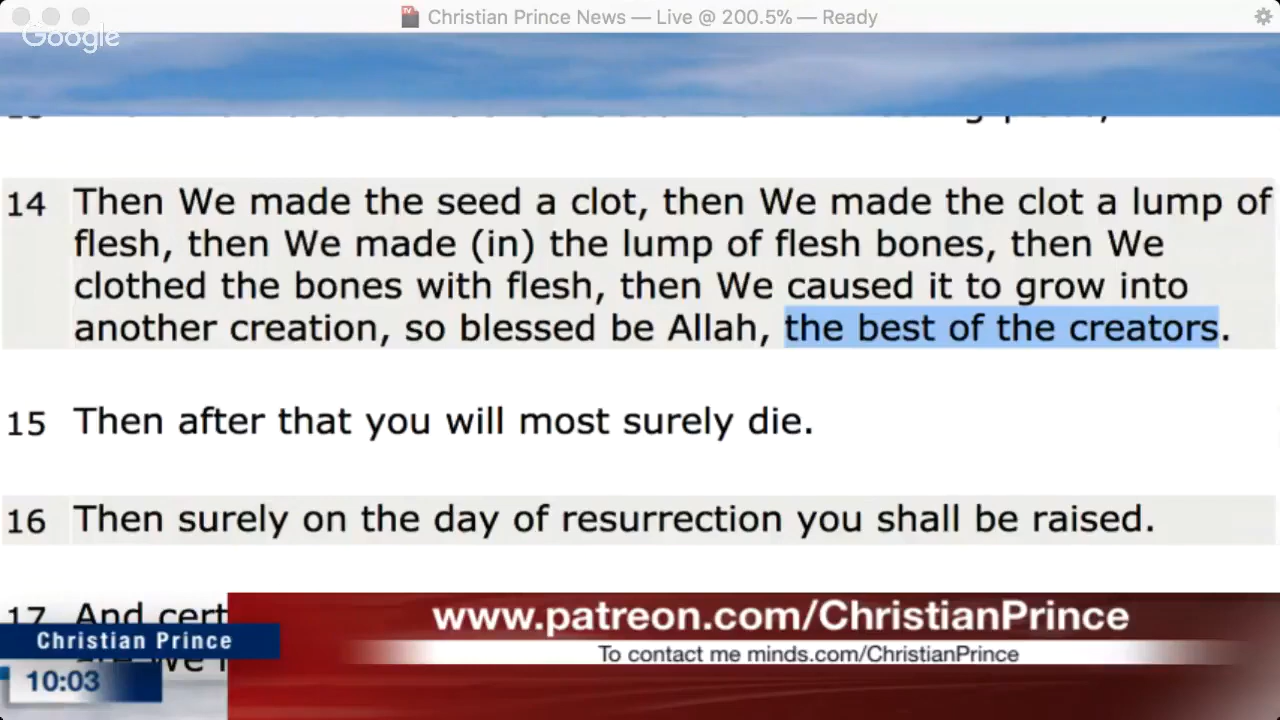 Christian Prince News — Live @ 200.5% — Ready
Google
14 Then We made the seed a clot, then We made the clot a lump of
flesh, then We made (in) the lump of flesh bones, then We
clothed the bones with flesh, then We caused it to grow into
another creation, so blessed be Allah, the best of the creators.
15 Then after that you will most surely die.
16 Then surely on the day of resurrection you shall be raised.
17 And cert
www.patreon.com/ChristianPrince
Christian Prince
To contact me minds.com/ChristianPrince
10:03